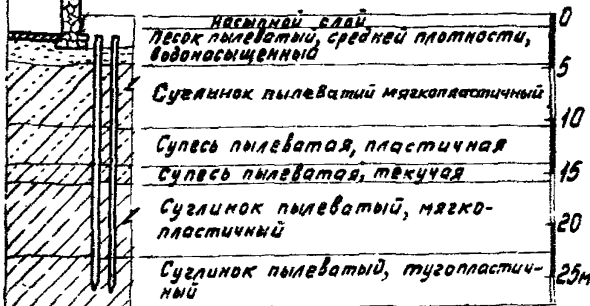 Насыпной слой
Песок пылеватый, средней плотности,
водонасыщенный
Суглинок пылеватый мягкопластичный
Супесь пылеватая, пластичная
Супесь пылеватая, текучая
Суглинок пылеватый, мягко-
пластичный
Суглинок пылеватый, тугопластич-
ный
0
5
10
15
20
25м